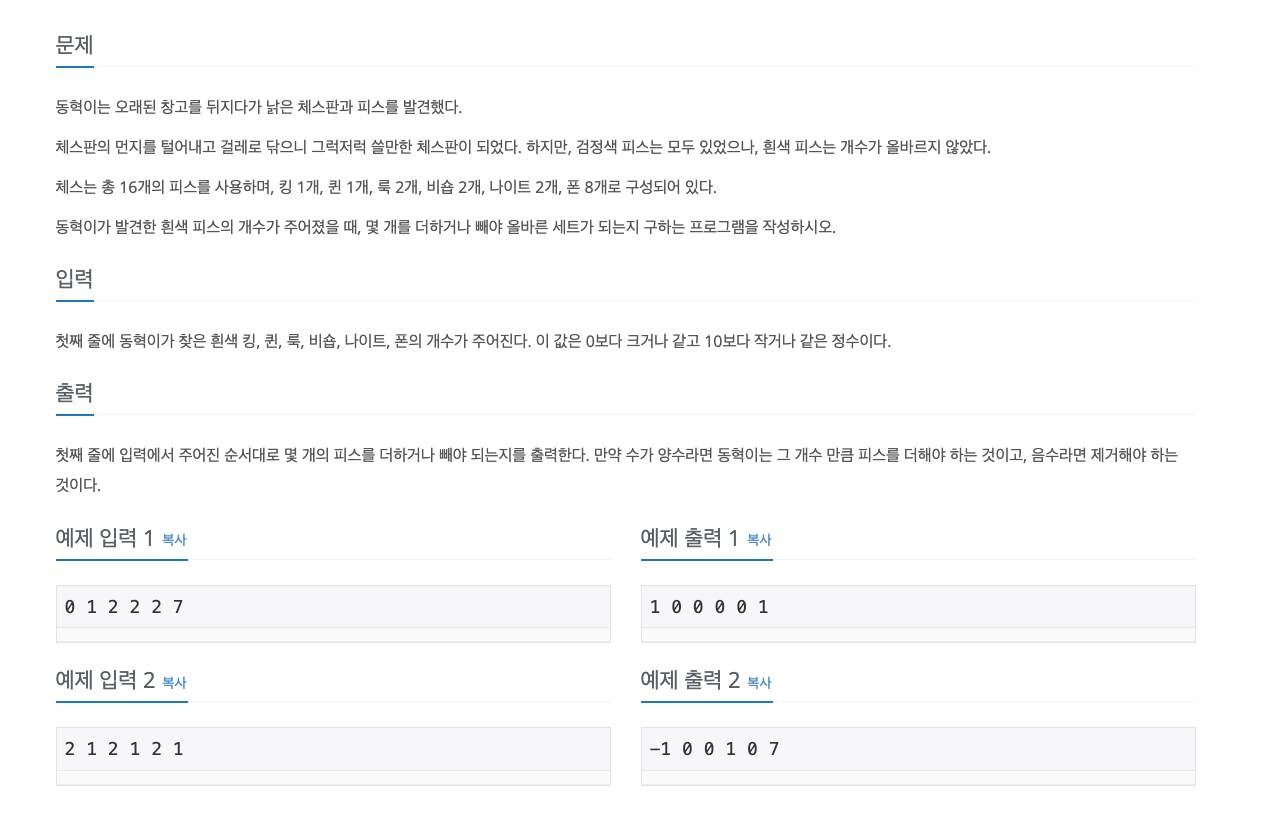 문제
동혁이는 오래된 창고를 뒤지다가 낡은 체스판과 피스를 발견했다.
체스판의 먼지를 털어내고 걸레로 닦으니 그럭저럭 쓸만한 체스판이 되었다. 하지만, 검정색 피스는 모두 있었으나, 흰색 피스는 개수가 올바르지 않았다.
체스는 총 16개의 피스를 사용하며, 킹 1개, 퀸 1개, 룩 2개, 비숍 2개, 나이트 2개, 폰 8개로 구성되어 있다.
동혁이가 발견한 흰색 피스의 개수가 주어졌을 때, 몇 개를 더하거나 빼야 올바른 세트가 되는지 구하는 프로그램을 작성하시오.
입력
첫째 줄에 동혁이가 찾은 흰색 킹, 퀸, 룩, 비숍, 나이트, 폰의 개수가 주어진다. 이 값은 0보다 크거나 같고 10보다 작거나 같은 정수이다.
출력
첫째 줄에 입력에서 주어진 순서대로 몇 개의 피스를 더하거나 빼야 되는지를 출력한다. 만약 수가 양수라면 동혁이는 그 개수 만큼 피스를 더해야 하는 것이고, 음수라면 제거해야 하는
것이다.
예제 입력 1 복사
0 1 2 2 2 7
예제 출력 1 복사
1 0 0 0 0 1
예제 입력 2 복사
2 1 2 1 2 1
예제 출력 2 복사
-1 0 0 1 0 7